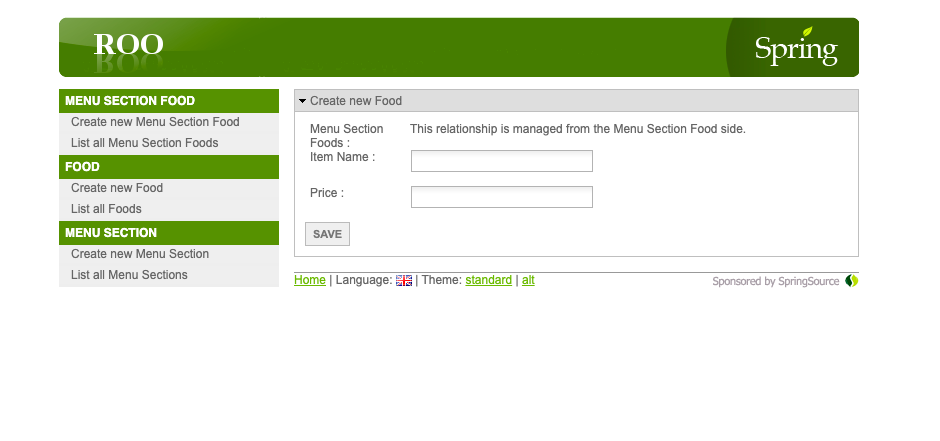 ROO
Spring
MENU SECTION FOOD
Create new Menu Section Food
List all Menu Section Foods
FOOD
Create new Food
List all Foods
MENU SECTION
Create new Menu Section
List all Menu Sections
Create new Food
Menu Section Foods : This relationship is managed from the Menu Section Food side.
Item Name :
Price :
SAVE
Home | Language: | Theme: standard | alt
Sponsored by SpringSource